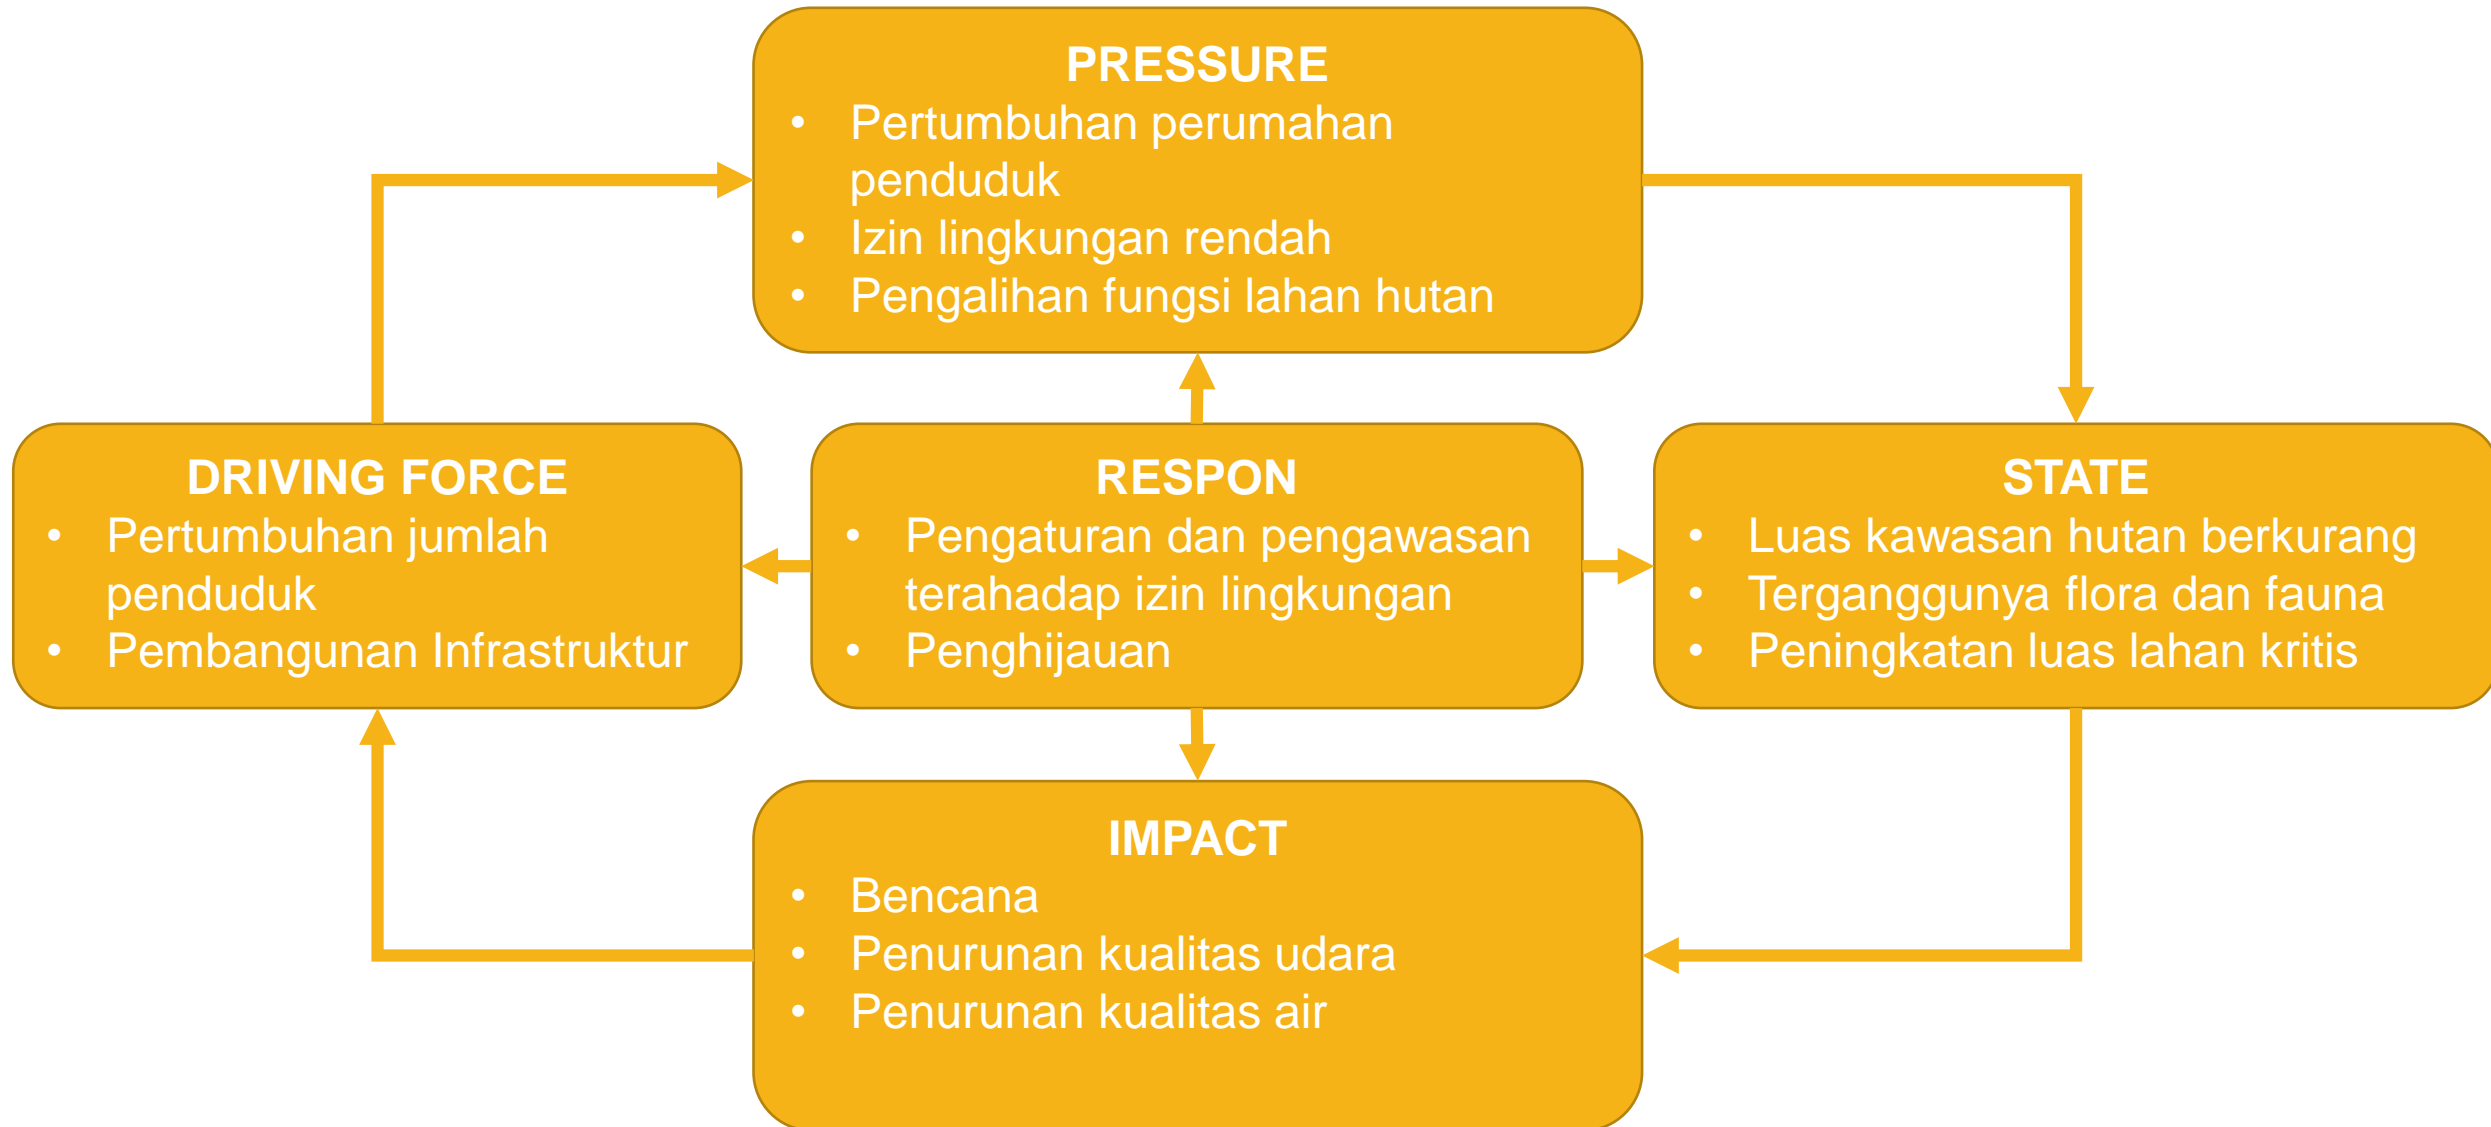 PRESSURE
• Pertumbuhan perumahan
penduduk
• Izin lingkungan rendah
• Pengalihan fungsi lahan hutan
DRIVING FORCE
• Pertumbuhan jumlah
penduduk
• Pembangunan Infrastruktur
RESPON
• Pengaturan dan pengawasan
terahadap izin lingkungan
• Penghijauan
STATE
• Luas kawasan hutan berkurang
• Terganggunya flora dan fauna
• Peningkatan luas lahan kritis
IMPACT
• Bencana
• Penurunan kualitas udara
• Penurunan kualitas air